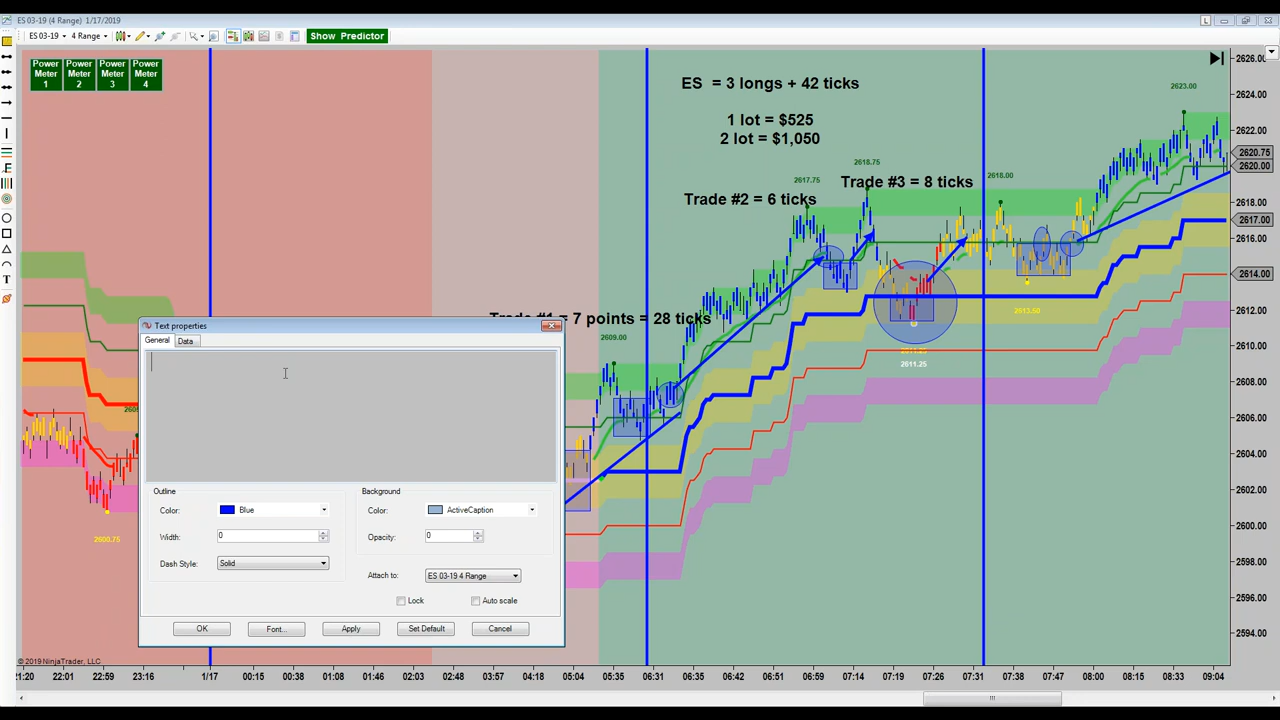 ES 03-19 (4 Range) 1/17/2019
L
ES 03-19
4 Range
Show Predictor
Power Meter 1
Power Meter 2
Power Meter 3
Power Meter 4
ES = 3 longs + 42 ticks
1 lot = $525
2 lot = $1,050
2623.00
2618.75
Trade #3 = 8 ticks
2618.00
2617.75
Trade #2 = 6 ticks
= 7 points = 28 ticks
2609.00
2613.50
2611.25
2600.75
2626.00
2624.00
2622.00
2620.75
2620.00
2618.00
2617.00
2616.00
2614.00
2612.00
2610.00
2608.00
2606.00
2604.00
2602.00
2600.00
2598.00
2596.00
2594.00
Text properties
General
Data
Outline
Color:
Blue
Width:
0
Dash Style:
Solid
Background
Color:
ActiveCaption
Opacity:
0
Attach to:
ES 03-19 4 Range
Lock
Auto scale
OK
Font...
Apply
Set Default
Cancel
© 2019 NinjaTrader, LLC
21:20 22:01 22:59 23:16 1/17 00:15 00:38 01:02 01:42 02:03 02:43 03:57 04:12 05:04 05:35 06:31 06:35 06:42 06:59 07:14 07:19 07:26 07:31 07:38 07:47 08:00 08:15 08:33 09:04